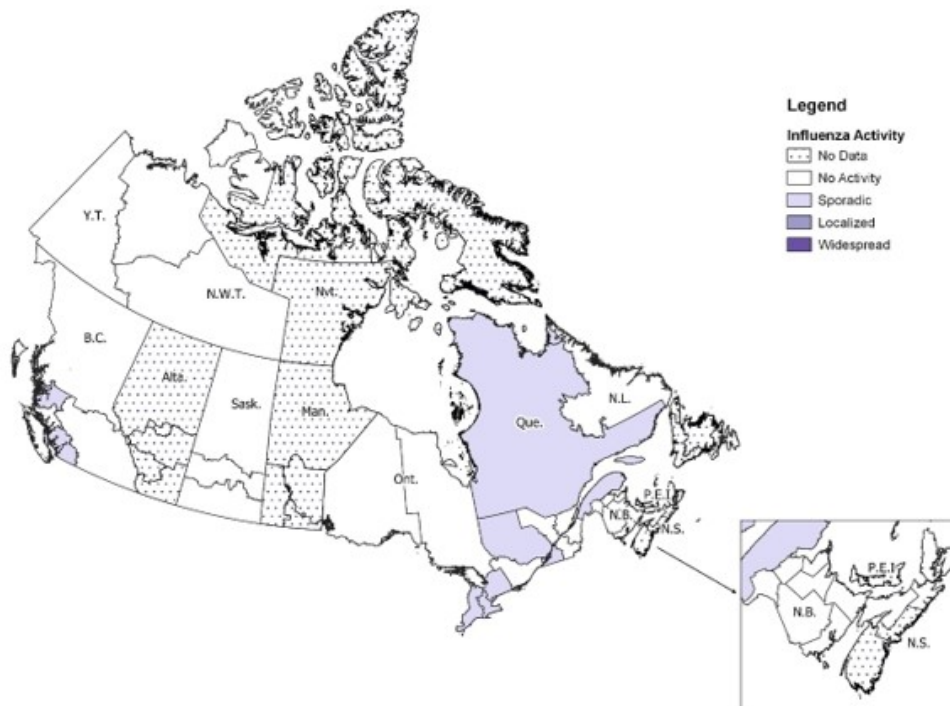 Legend
Influenza Activity
No Data
No Activity
Sporadic
Localized
Widespread
Y.T.
N.W.T.
Nvt.
B.C.
Alta.
Sask.
Man.
Ont.
Que.
N.L.
P.E.I
N.B.
N.S.
P.E.I
N.B.
N.S.